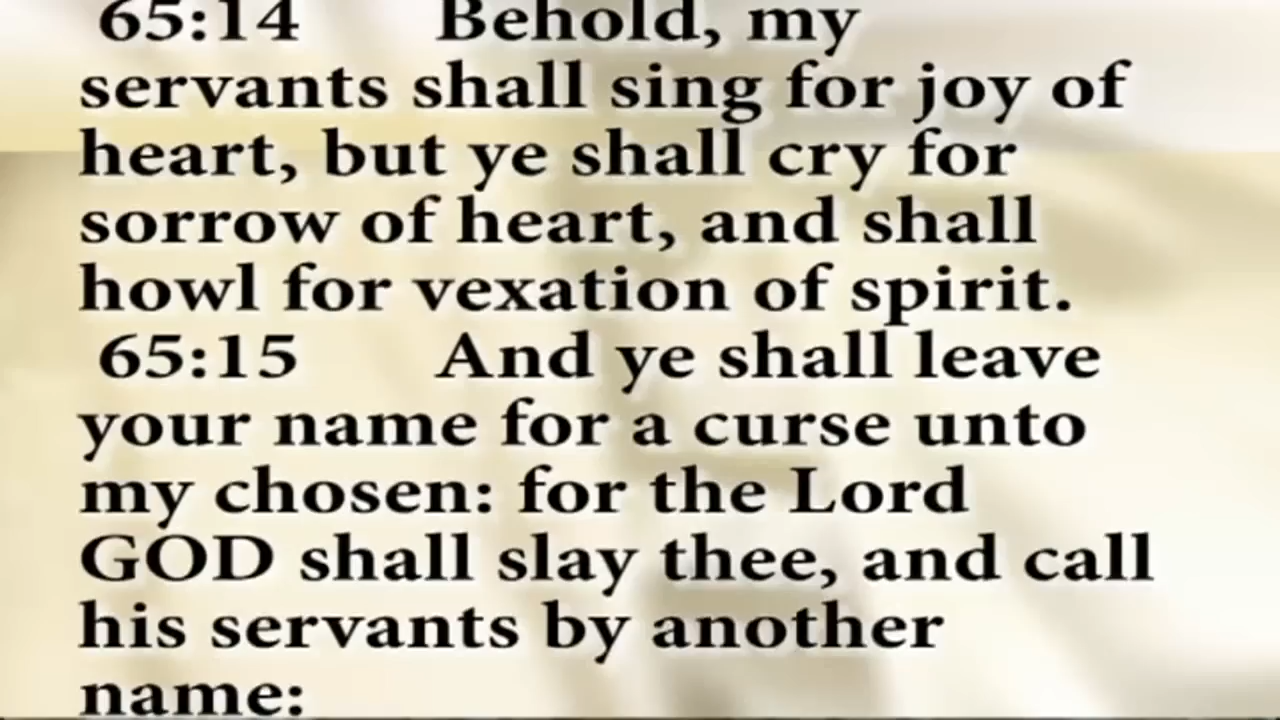 65:14 Behold, my
servants shall sing for joy of
heart, but ye shall cry for
sorrow of heart, and shall
howl for vexation of spirit.
65:15 And ye shall leave
your name for a curse unto
my chosen: for the Lord
GOD shall slay thee, and call
his servants by another
name: